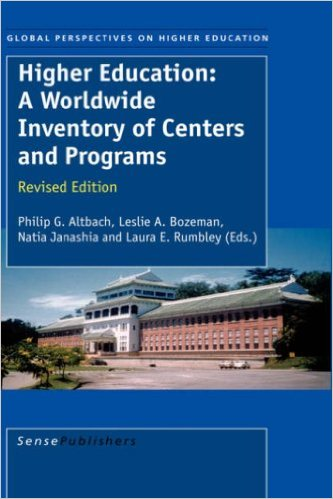 GLOBAL PERSPECTIVES ON HIGHER EDUCATION
Higher Education:
A Worldwide
Inventory of Centers
and Programs
Revised Edition
Philip G. Altbach, Leslie A. Bozeman,
Natia Janashia and Laura E. Rumbley (Eds.)
SensePublishers